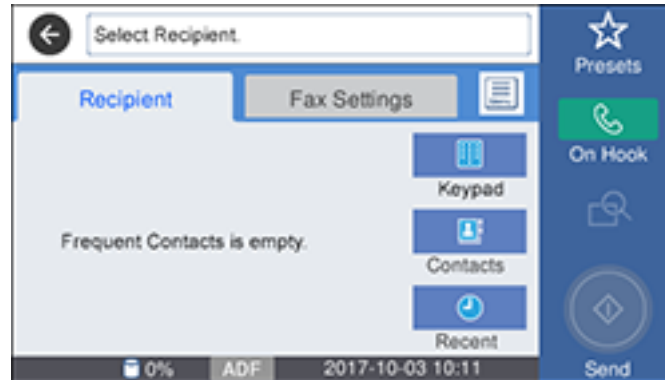 Select Recipient.
Presets
Recipient
Fax Settings
On Hook
Keypad
Frequent Contacts is empty.
Contacts
Recent
0%
ADF
2017-10-03 10:11
Send